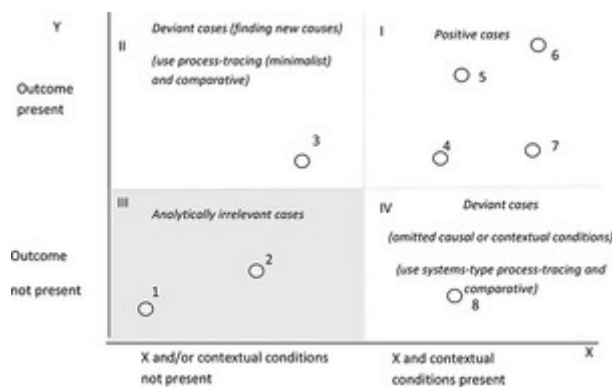 Y
Outcome
present
II
Deviant cases (finding new causes)
(use process-tracing (minimalist)
and comparative)
3
I
Positive cases
6
5
4
7
Outcome
not present
III
Analytically irrelevant cases
2
1
IV
Deviant cases
(omitted causal or contextual conditions)
(use systems-type process-tracing and
comparative)
8
X
X and/or contextual conditions
not present
X and contextual
conditions present